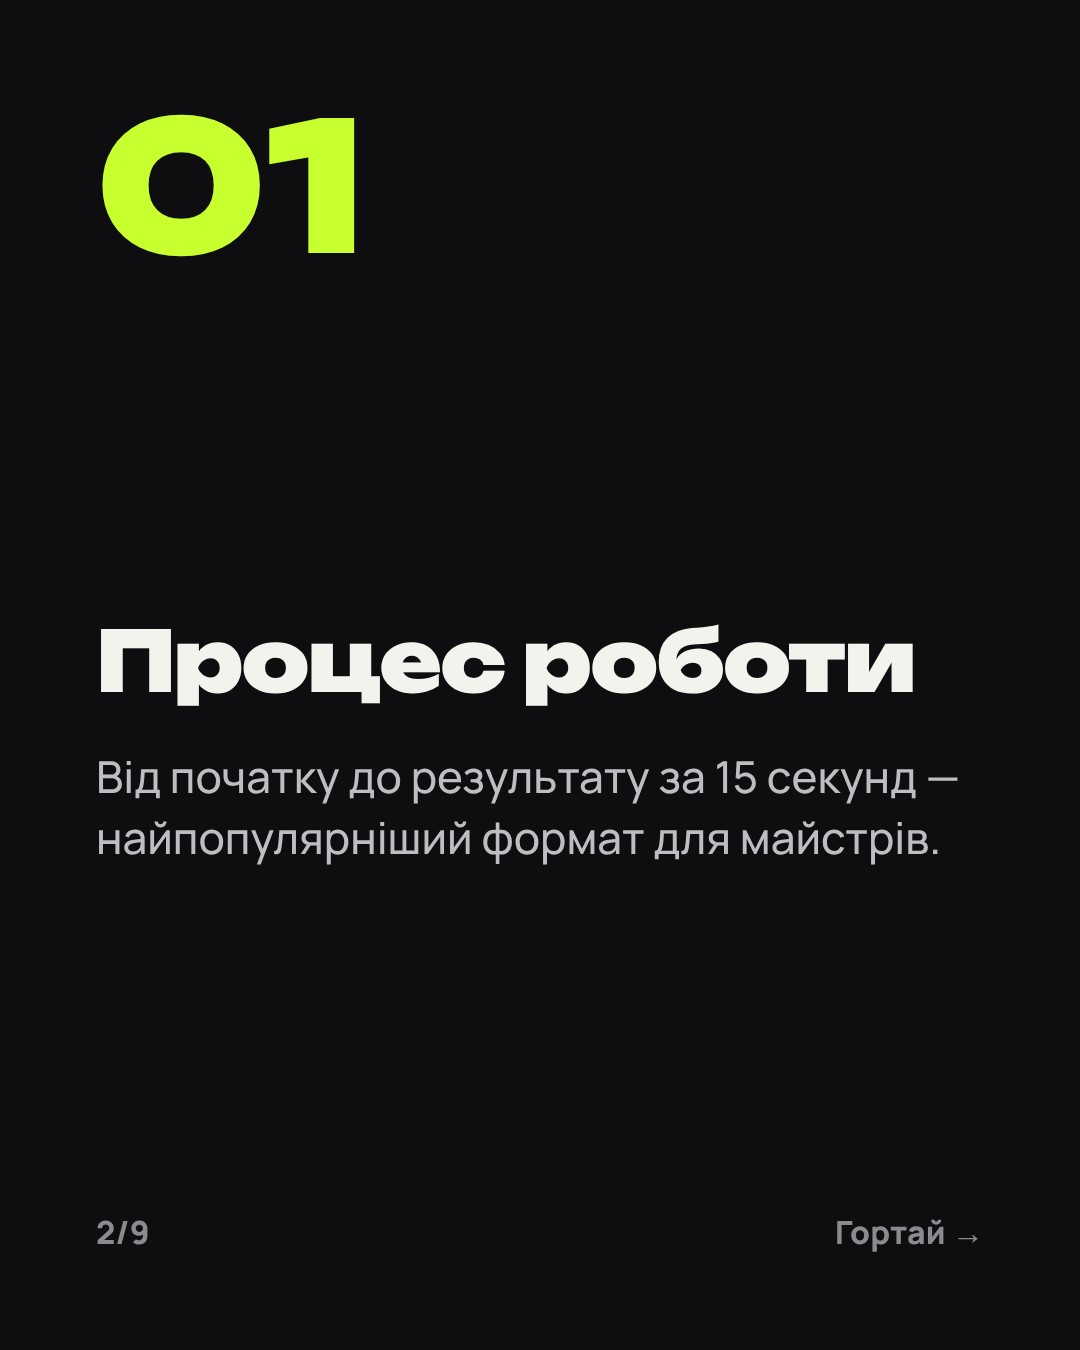 01
Процес роботи
Від початку до результату за 15 секунд —
найпопулярніший формат для майстрів.
2/9
Гортай →